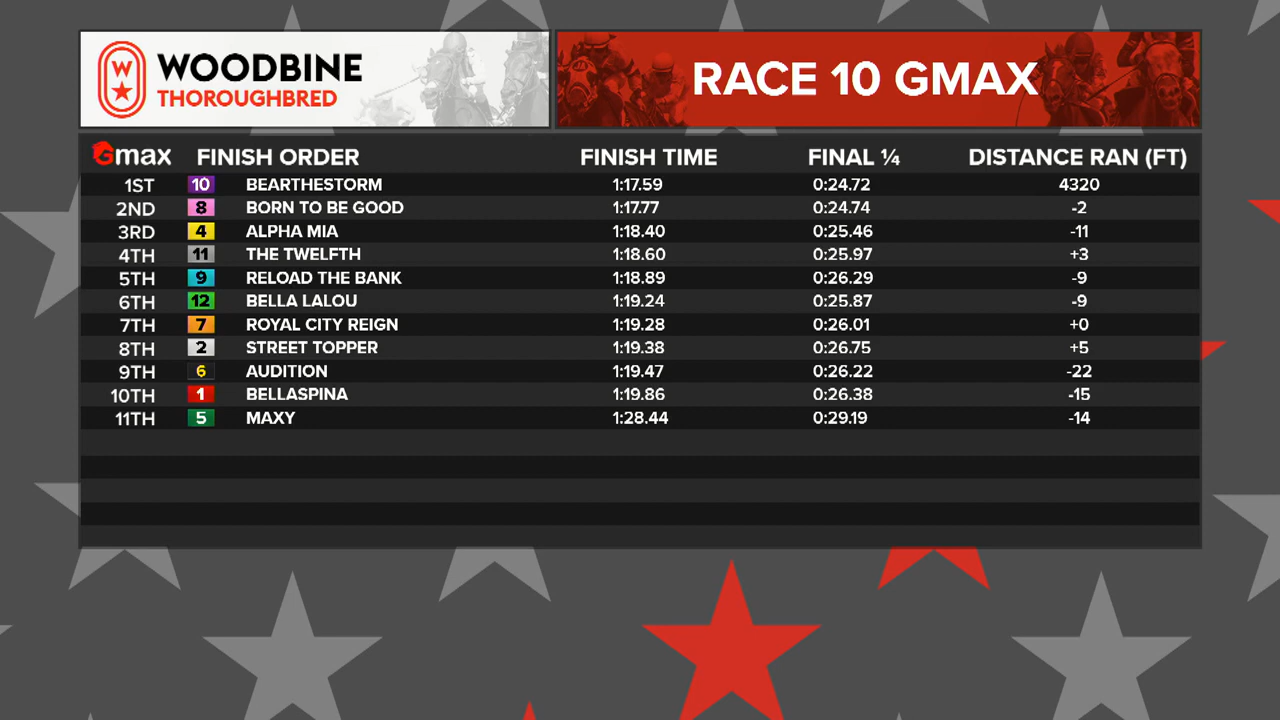 W
WOODBINE
THOROUGHBRED
RACE 10 GMAX
Gmax FINISH ORDER FINISH TIME FINAL ¼ DISTANCE RAN (FT)
1ST 10 BEARTHESTORM 1:17.59 0:24.72 4320
2ND 8 BORN TO BE GOOD 1:17.77 0:24.74 -2
3RD 4 ALPHA MIA 1:18.40 0:25.46 -11
4TH 11 THE TWELFTH 1:18.60 0:25.97 +3
5TH 9 RELOAD THE BANK 1:18.89 0:26.29 -9
6TH 12 BELLA LALOU 1:19.24 0:25.87 -9
7TH 7 ROYAL CITY REIGN 1:19.28 0:26.01 +0
8TH 2 STREET TOPPER 1:19.38 0:26.75 +5
9TH 6 AUDITION 1:19.47 0:26.22 -22
10TH 1 BELLASPINA 1:19.86 0:26.38 -15
11TH 5 MAXY 1:28.44 0:29.19 -14